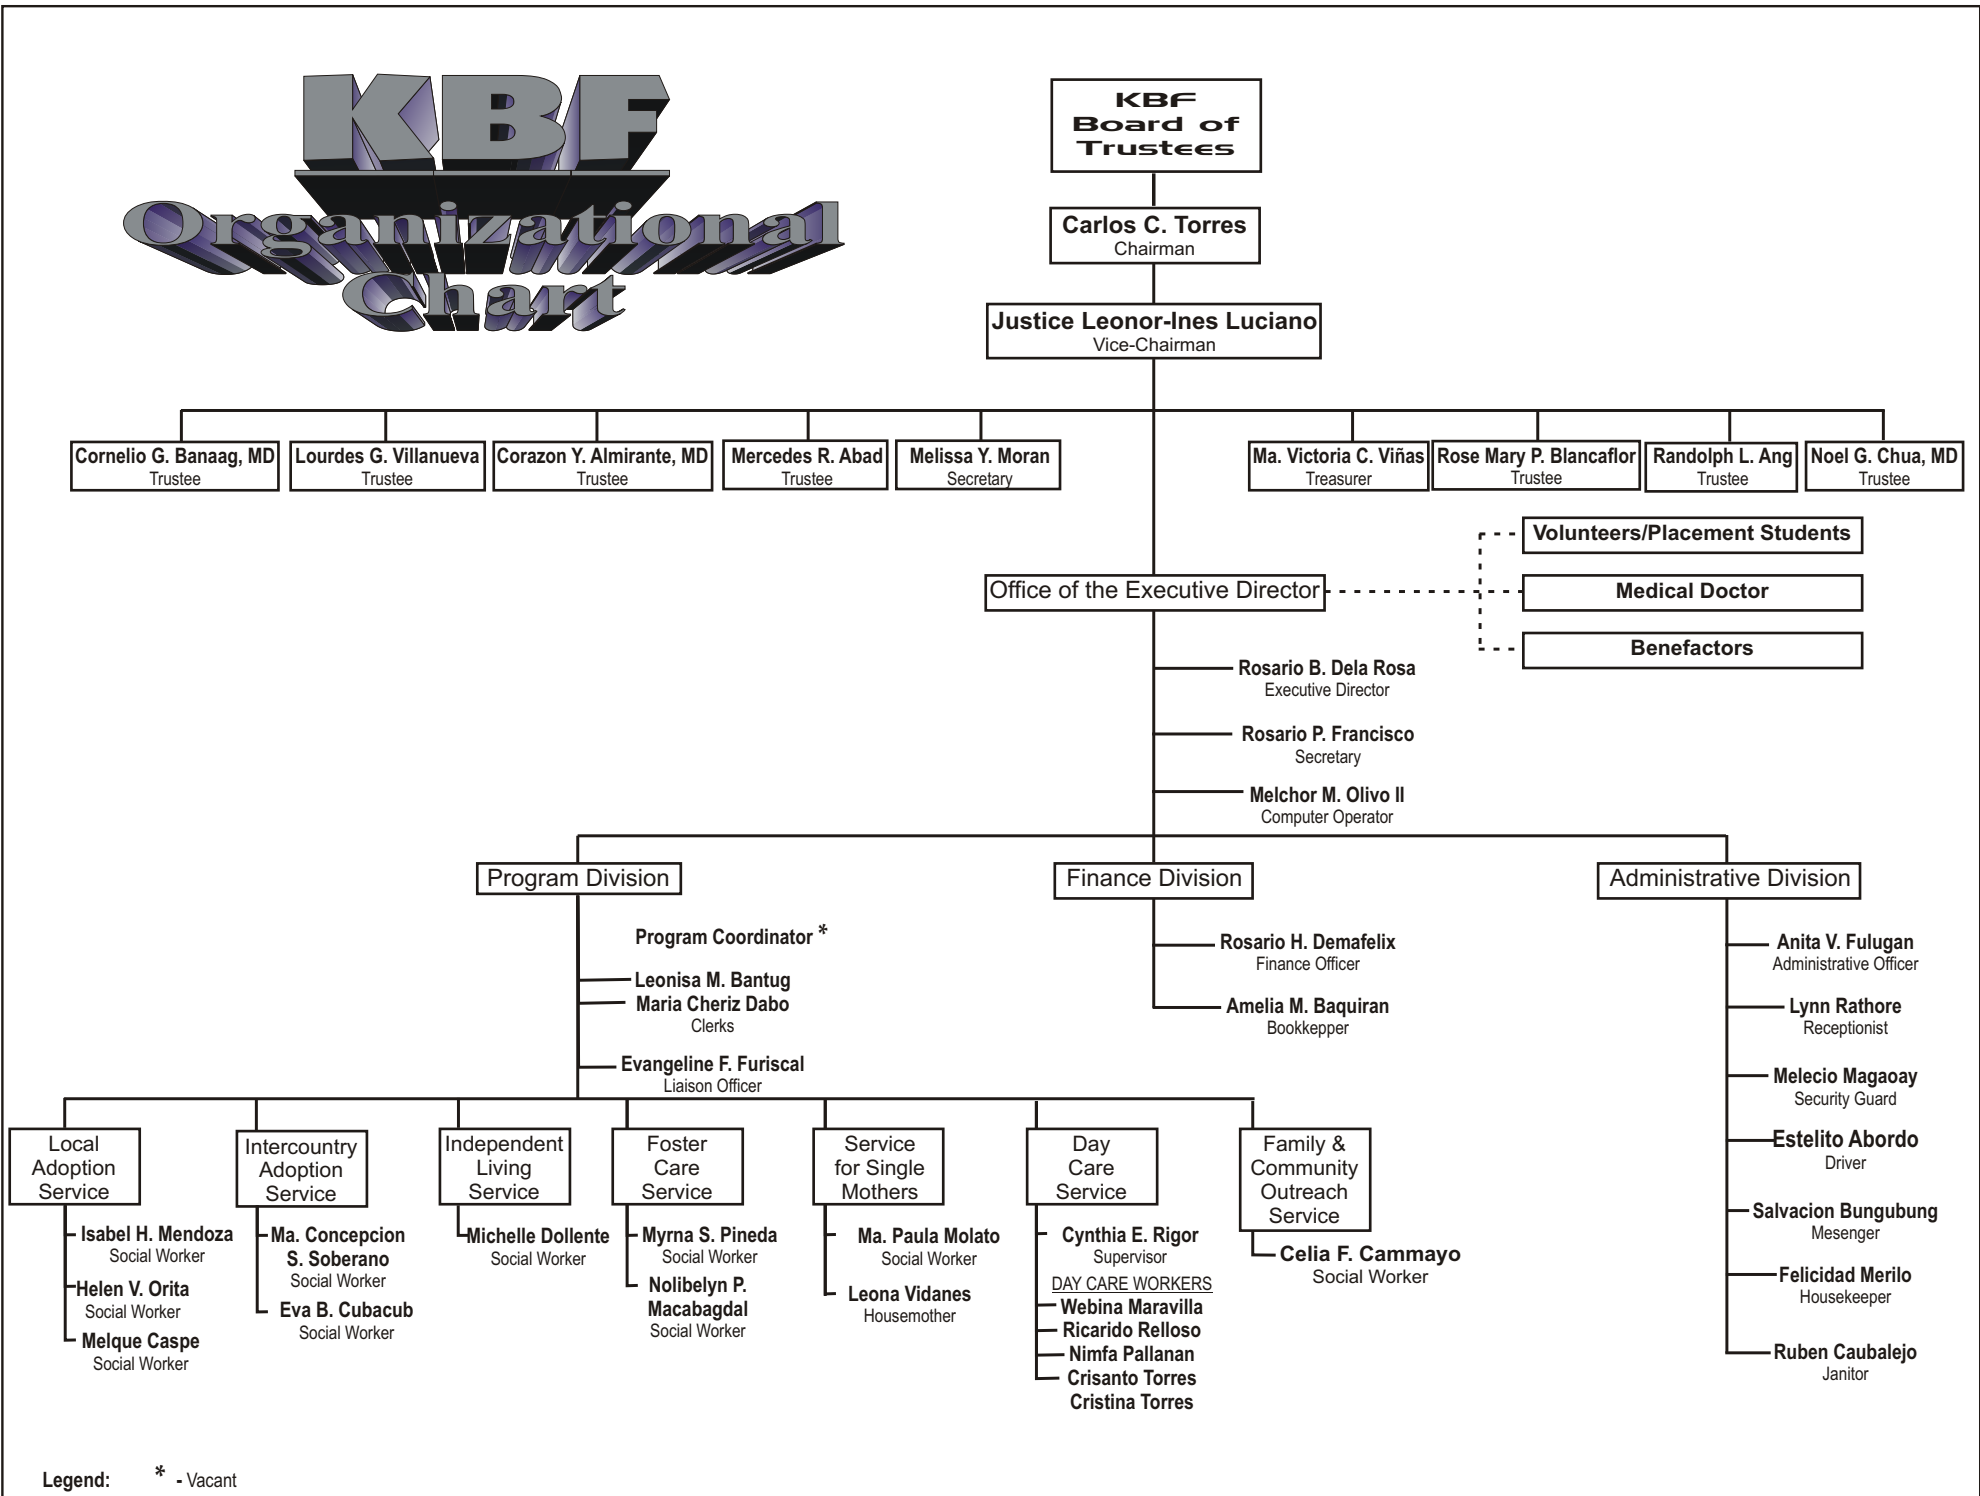 KBF
Organizational
Chart
KBF
Board of
Trustees
Carlos C. Torres
Chairman
Justice Leonor-Ines Luciano
Vice-Chairman
Cornelio G. Banaag, MD
Trustee
Lourdes G. Villanueva
Trustee
Corazon Y. Almirante, MD
Trustee
Mercedes R. Abad
Trustee
Melissa Y. Moran
Secretary
Ma. Victoria C. Viñas
Treasurer
Rose Mary P. Blancaflor
Trustee
Randolph L. Ang
Trustee
Noel G. Chua, MD
Trustee
Volunteers/Placement Students
Office of the Executive Director
Medical Doctor
Benefactors
Rosario B. Dela Rosa
Executive Director
Rosario P. Francisco
Secretary
Melchor M. Olivo II
Computer Operator
Program Division
Program Coordinator *
Leonisa M. Bantug
Maria Cheriz Dabo
Clerks
Evangeline F. Furiscal
Liaison Officer
Finance Division
Rosario H. Demafelix
Finance Officer
Amelia M. Baquiran
Bookkepper
Administrative Division
Anita V. Fulugan
Administrative Officer
Lynn Rathore
Receptionist
Melecio Magaoay
Security Guard
Estelito Abordo
Driver
Salvacion Bungubung
Mesenger
Felicidad Merilo
Housekeeper
Ruben Caubalejo
Janitor
Local
Adoption
Service
Isabel H. Mendoza
Social Worker
Helen V. Orita
Social Worker
Melque Caspe
Social Worker
Intercountry
Adoption
Service
Ma. Concepcion
S. Soberano
Social Worker
Eva B. Cubacub
Social Worker
Independent
Living
Service
Michelle Dollente
Social Worker
Foster
Care
Service
Myrna S. Pineda
Social Worker
Nolibelyn P.
Macabagdal
Social Worker
Service
for Single
Mothers
Ma. Paula Molato
Social Worker
Leona Vidanes
Housemother
Day
Care
Service
Cynthia E. Rigor
Supervisor
DAY CARE WORKERS
Webina Maravilla
Ricarido Relloso
Nimfa Pallanan
Crisanto Torres
Cristina Torres
Family &
Community
Outreach
Service
Celia F. Cammayo
Social Worker
Legend: * - Vacant